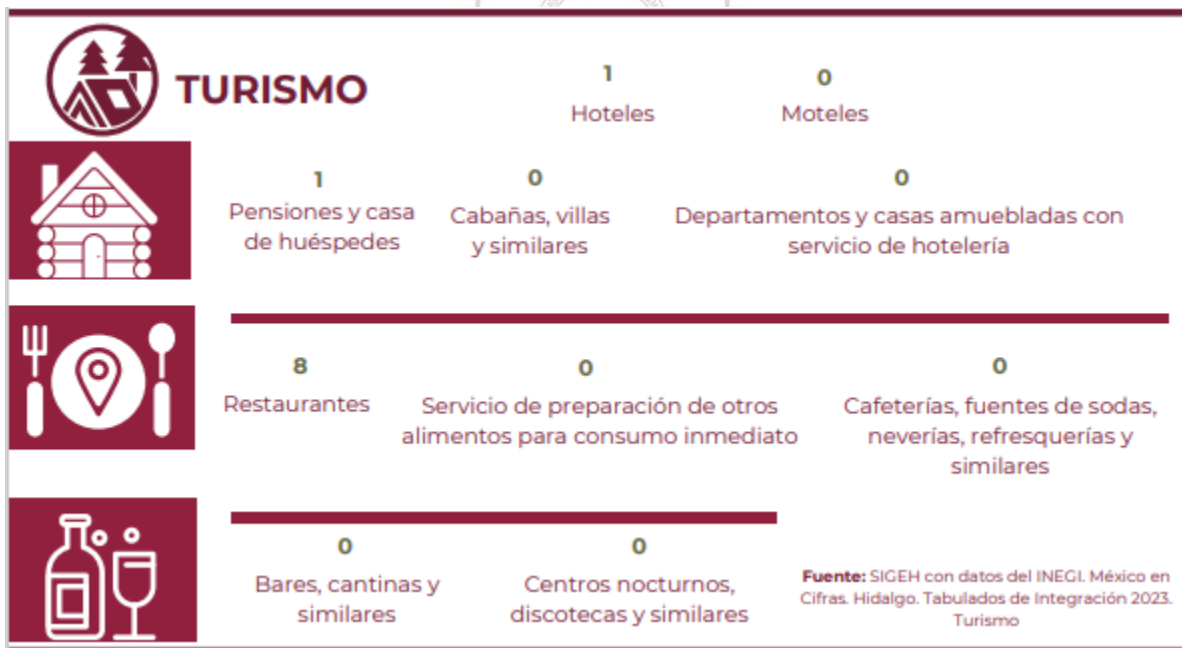 TURISMO
1
Hoteles
0
Moteles
1
Pensiones y casa
de huéspedes
0
Cabañas, villas
y similares
0
Departamentos y casas amuebladas con
servicio de hotelería
8
Restaurantes
0
Servicio de preparación de otros
alimentos para consumo inmediato
0
Cafeterías, fuentes de sodas,
neverías, refresquerías y
similares
0
Bares, cantinas y
similares
0
Centros nocturnos,
discotecas y similares
Fuente: SIGEH con datos del INEGI. México en
Cifras. Hidalgo. Tabulados de Integración 2023.
Turismo